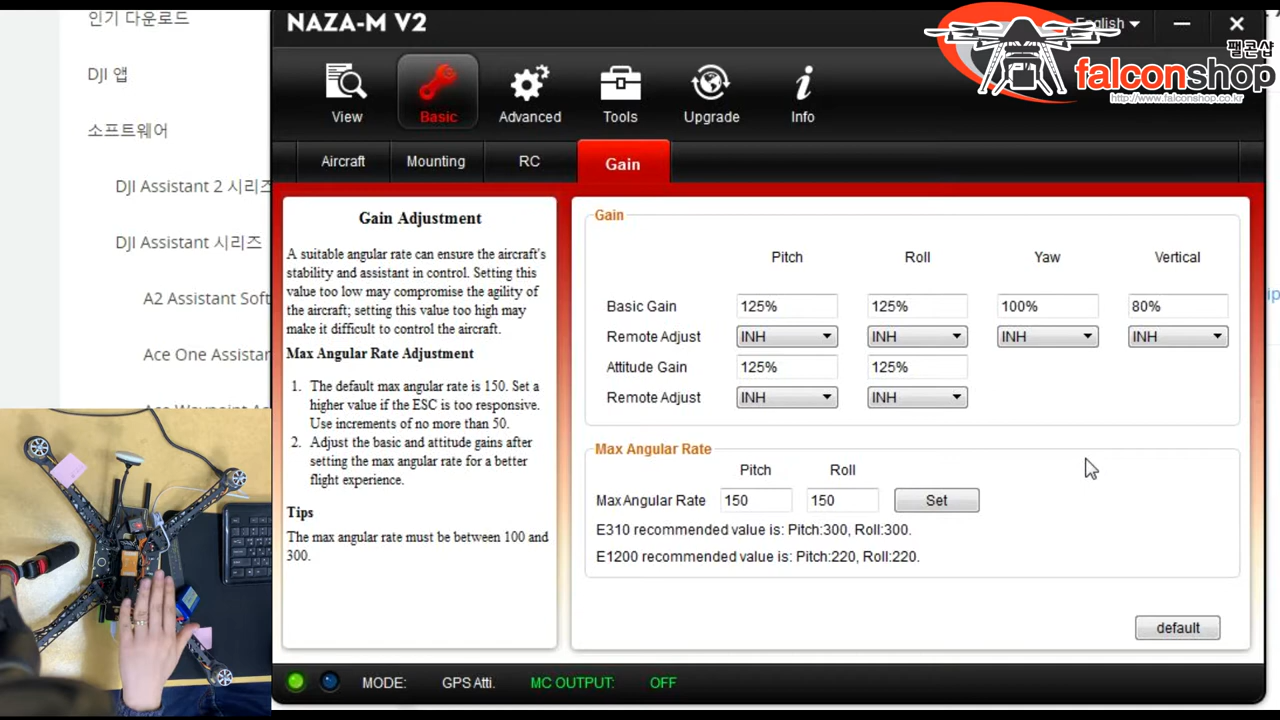 인기 다운로드
DJI 앱
소프트웨어
DJI Assistant 2 시리즈
DJI Assistant 시리즈
A2 Assistant Soft
Ace One Assistan
NAZA-M V2
English
팰콘샵
falconshop
http://www.falconshop.co.kr
View
Basic
Advanced
Tools
Upgrade
Info
Aircraft
Mounting
RC
Gain
Gain Adjustment
A suitable angular rate can ensure the aircraft's
stability and assistant in control. Setting this
value too low may compromise the agility of
the aircraft; setting this value too high may
make it difficult to control the aircraft.
Max Angular Rate Adjustment
1. The default max angular rate is 150. Set a
higher value if the ESC is too responsive.
Use increments of no more than 50.
2. Adjust the basic and attitude gains after
setting the max angular rate for a better
flight experience.
Tips
The max angular rate must be between 100 and
300.
Gain
Pitch Roll Yaw Vertical
Basic Gain 125% 125% 100% 80%
Remote Adjust INH INH INH INH
Attitude Gain 125% 125%
Remote Adjust INH INH
Max Angular Rate
Pitch Roll
Max Angular Rate 150 150 Set
E310 recommended value is: Pitch:300, Roll:300.
E1200 recommended value is: Pitch:220, Roll:220.
default
MODE: GPS Atti. MC OUTPUT: OFF